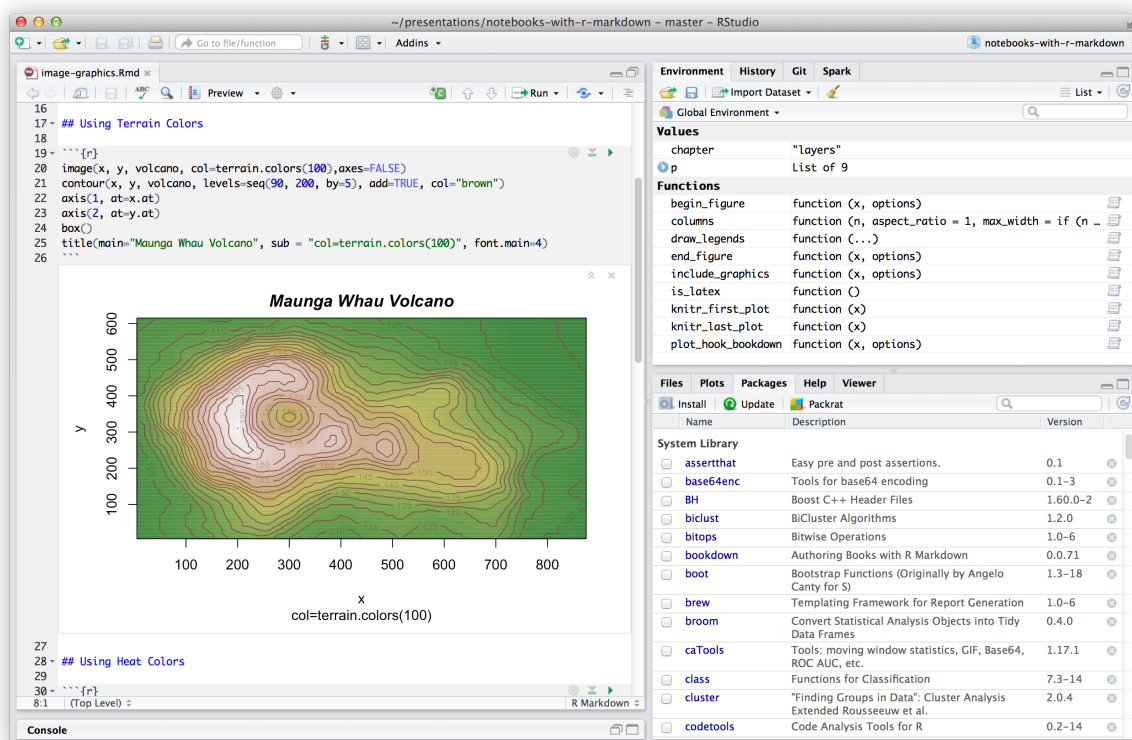 ~/presentations/notebooks-with-r-markdown – master – RStudio
Go to file/function Addins notebooks-with-r-markdown
image-graphics.Rmd
ABC Preview Run
16
17 ## Using Terrain Colors
18
19 ```{r}
20 image(x, y, volcano, col=terrain.colors(100),axes=FALSE)
21 contour(x, y, volcano, levels=seq(90, 200, by=5), add=TRUE, col="brown")
22 axis(1, at=x.at)
23 axis(2, at=y.at)
24 box()
25 title(main="Maunga Whau Volcano", sub = "col=terrain.colors(100)", font.main=4)
26 ```
Maunga Whau Volcano
600
500
400
300
200
100
y
100 200 300 400 500 600 700 800
x
col=terrain.colors(100)
27
28 ## Using Heat Colors
29
30 ```{r}
8:1 (Top Level) R Markdown
Console
Environment History Git Spark
Import Dataset List
Global Environment
Values
chapter "layers"
p List of 9
Functions
begin_figure function (x, options)
columns function (n, aspect_ratio = 1, max_width = if (n …
draw_legends function (...)
end_figure function (x, options)
include_graphics function (x, options)
is_latex function ()
knitr_first_plot function (x)
knitr_last_plot function (x)
plot_hook_bookdown function (x, options)
Files Plots Packages Help Viewer
Install Update Packrat
Name Description Version
System Library
assertthat Easy pre and post assertions. 0.1
base64enc Tools for base64 encoding 0.1-3
BH Boost C++ Header Files 1.60.0-2
biclust BiCluster Algorithms 1.2.0
bitops Bitwise Operations 1.0-6
bookdown Authoring Books with R Markdown 0.0.71
boot Bootstrap Functions (Originally by Angelo 1.3-18
Canty for S)
brew Templating Framework for Report Generation 1.0-6
broom Convert Statistical Analysis Objects into Tidy 0.4.0
Data Frames
caTools Tools: moving window statistics, GIF, Base64, 1.17.1
ROC AUC, etc.
class Functions for Classification 7.3-14
cluster "Finding Groups in Data": Cluster Analysis 2.0.4
Extended Rousseeuw et al.
codetools Code Analysis Tools for R 0.2-14